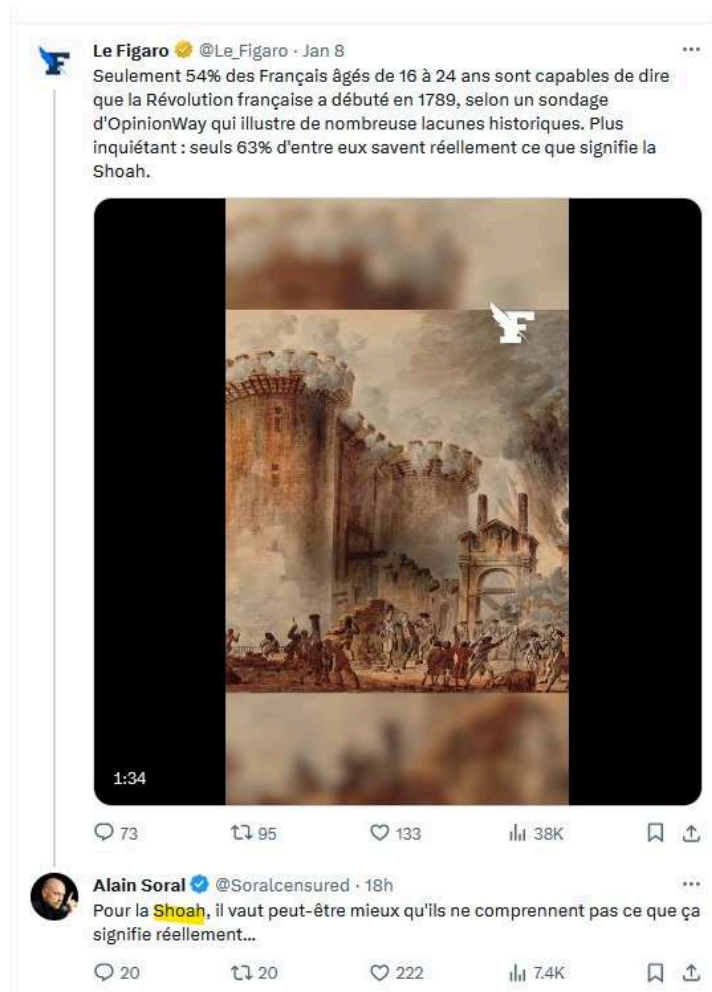 Le Figaro @Le_Figaro · Jan 8
Seulement 54% des Français âgés de 16 à 24 ans sont capables de dire
que la Révolution française a débuté en 1789, selon un sondage
d'OpinionWay qui illustre de nombreuse lacunes historiques. Plus
inquiétant : seuls 63% d'entre eux savent réellement ce que signifie la
Shoah.
F
F
1:34
73 95 133 38K
Alain Soral @Soralcensured · 18h
Pour la Shoah, il vaut peut-être mieux qu'ils ne comprennent pas ce que ça
signifie réellement...
20 20 222 7.4K